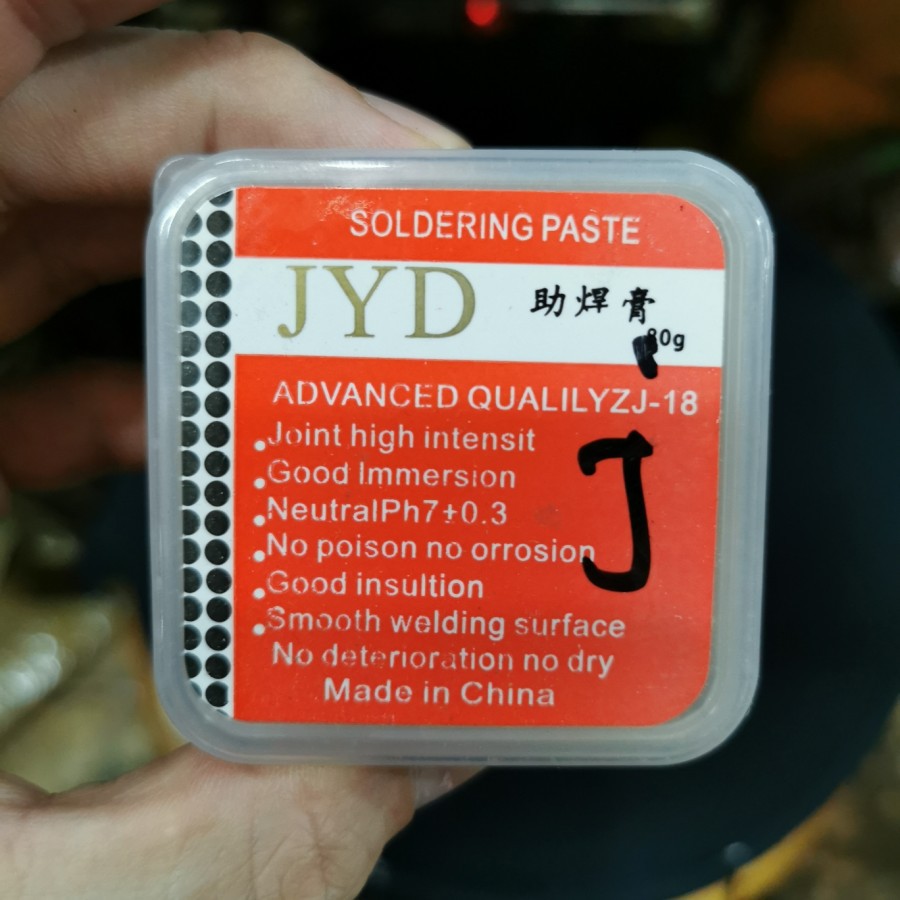 SOLDERING PASTE
JYD 助焊膏
80g
ADVANCED QUALILYZJ-18
.Joint high intensit
.Good Immersion
.NeutralPh7±0.3
.No poison no orrosion
.Good insultion
.Smooth welding surface
No deterioration no dry
Made in China
J